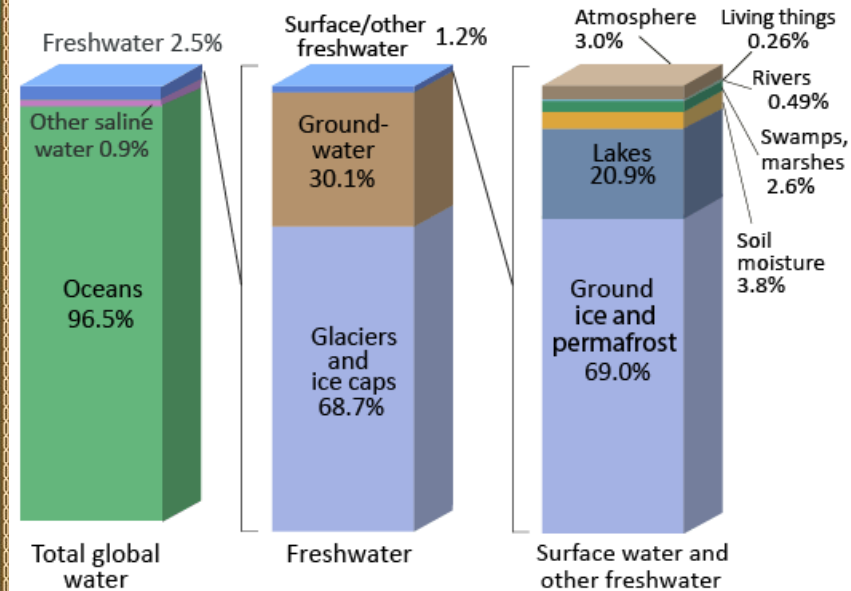 Freshwater 2.5%
Other saline
water 0.9%
Oceans
96.5%
Total global
water
Surface/other
freshwater
1.2%
Ground-
water
30.1%
Glaciers
and
ice caps
68.7%
Freshwater
Atmosphere
3.0%
Living things
0.26%
Rivers
0.49%
Swamps,
marshes
2.6%
Soil
moisture
3.8%
Lakes
20.9%
Ground
ice and
permafrost
69.0%
Surface water and
other freshwater